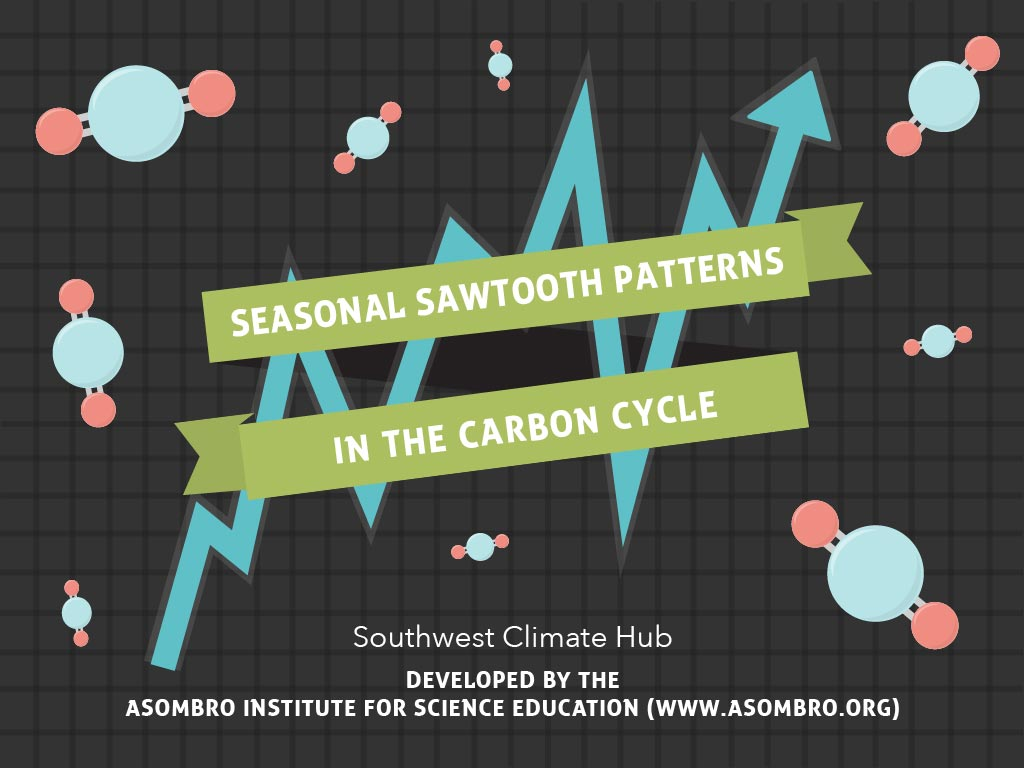 SEASONAL SAWTOOTH PATTERNS
IN THE CARBON CYCLE
Southwest Climate Hub
DEVELOPED BY THE
ASOMBRO INSTITUTE FOR SCIENCE EDUCATION (WWW.ASOMBRO.ORG)